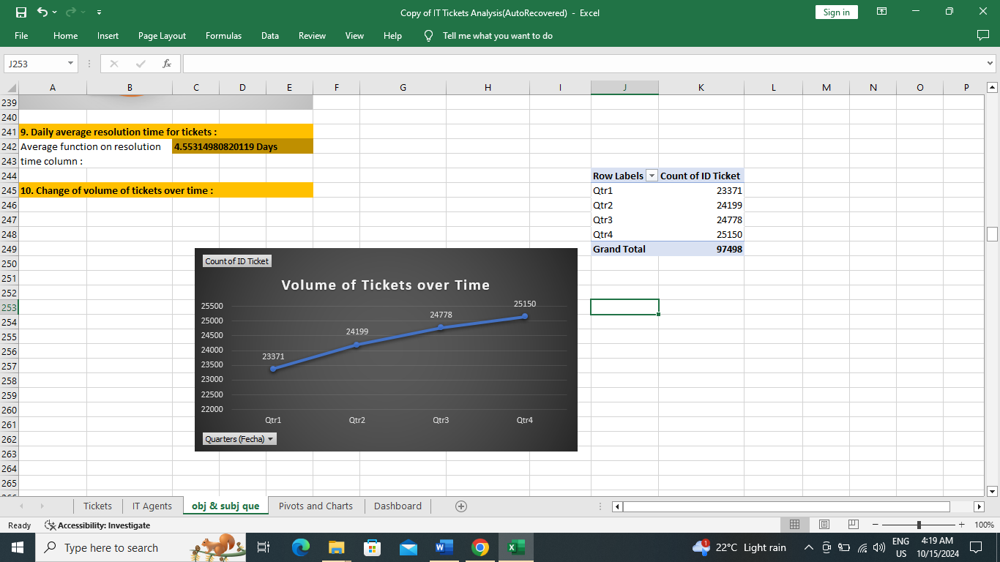 Copy of IT Tickets Analysis(AutoRecovered) - Excel
Sign in
File Home Insert Page Layout Formulas Data Review View Help Tell me what you want to do
J253 fx
A B C D E F G H I J K L M N O P
239
240
241 9. Daily average resolution time for tickets :
242 Average function on resolution 4.55314980820119 Days
243 time column :
244 Row Labels Count of ID Ticket
245 10. Change of volume of tickets over time : Qtr1 23371
246 Qtr2 24199
247 Qtr3 24778
248 Qtr4 25150
249 Grand Total 97498
250
251
252
253
254
255
256
257
258
259
260
261
262
263
264
265
Count of ID Ticket
Volume of Tickets over Time
25500
25000
24500
24000
23500
23000
22500
22000
23371
24199
24778
25150
Qtr1 Qtr2 Qtr3 Qtr4
Quarters (Fecha)
Tickets IT Agents obj & subj que Pivots and Charts Dashboard
Ready Accessibility: Investigate 100%
Type here to search
W
X
1
22°C Light rain
ENG
US
4:19 AM
10/15/2024